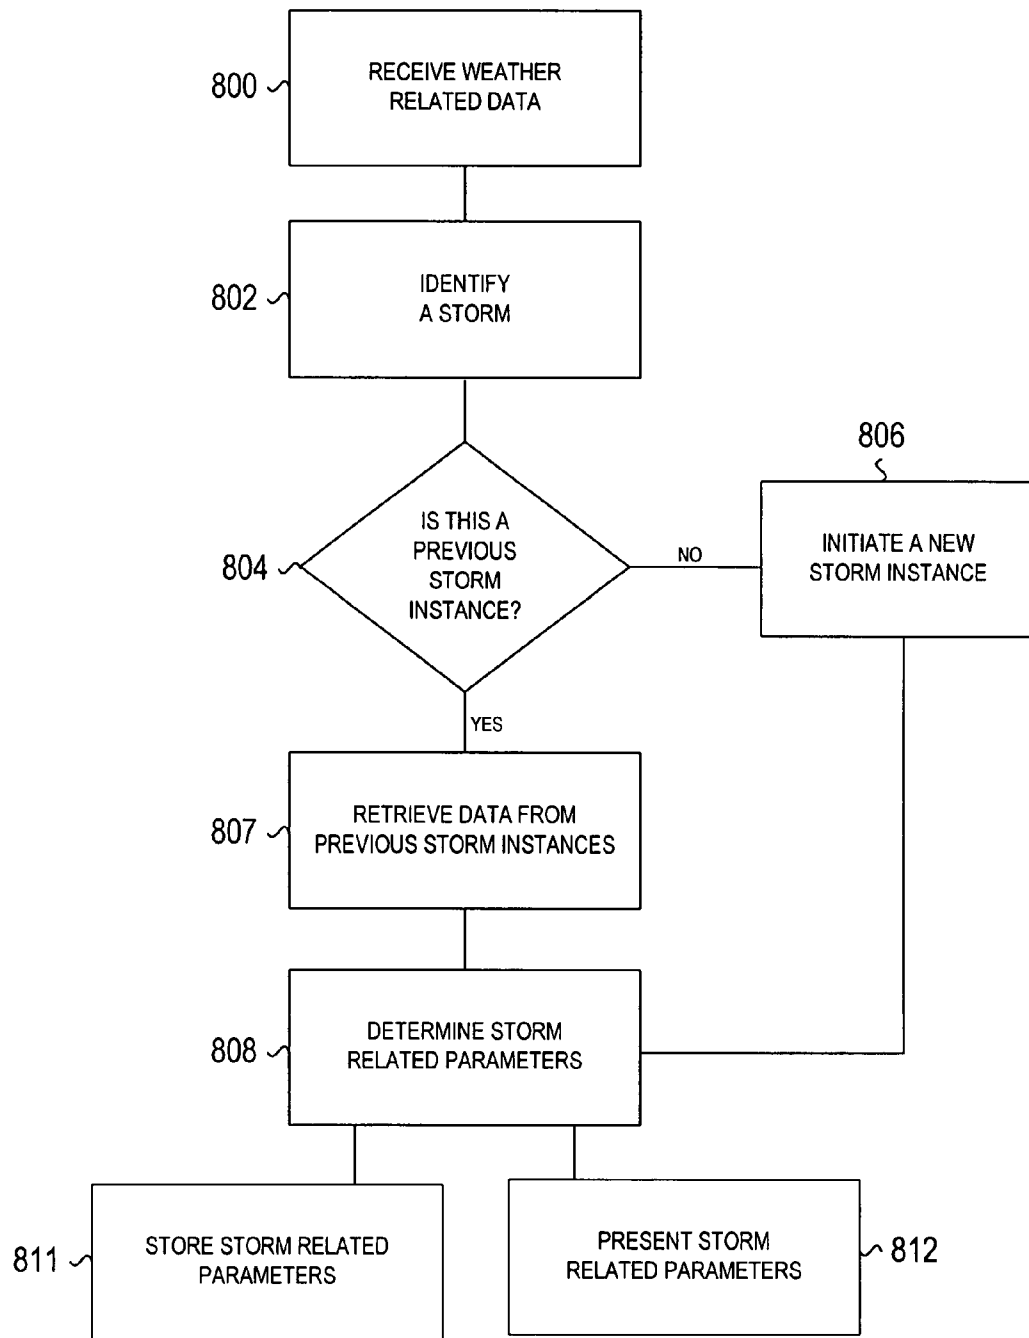 800
RECEIVE WEATHER
RELATED DATA
802
IDENTIFY
A STORM
804
IS THIS A
PREVIOUS
STORM
INSTANCE?
NO
806
INITIATE A NEW
STORM INSTANCE
YES
807
RETRIEVE DATA FROM
PREVIOUS STORM INSTANCES
808
DETERMINE STORM
RELATED PARAMETERS
811
STORE STORM RELATED
PARAMETERS
PRESENT STORM
RELATED PARAMETERS
812